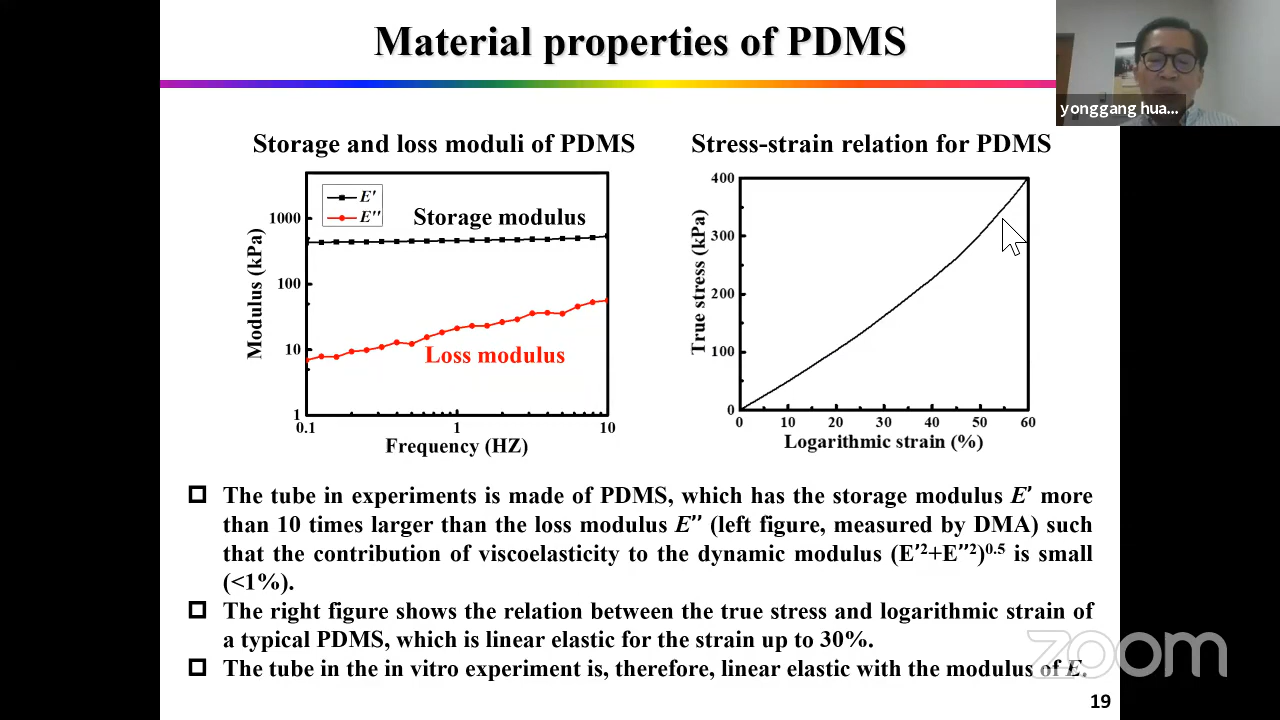 Material properties of PDMS
yonggang hua...
Storage and loss moduli of PDMS
Stress-strain relation for PDMS
E′
E′′
Storage modulus
Loss modulus
Modulus (kPa)
1000
100
10
1
0.1
1
10
Frequency (HZ)
True stress (kPa)
400
300
200
100
0
0
10
20
30
40
50
60
Logarithmic strain (%)
The tube in experiments is made of PDMS, which has the storage modulus E′ more
than 10 times larger than the loss modulus E′′ (left figure, measured by DMA) such
that the contribution of viscoelasticity to the dynamic modulus (E′²+E′′²)⁰·⁵ is small
(<1%).
The right figure shows the relation between the true stress and logarithmic strain of
a typical PDMS, which is linear elastic for the strain up to 30%.
The tube in the in vitro experiment is, therefore, linear elastic with the modulus of E.
zoom
19